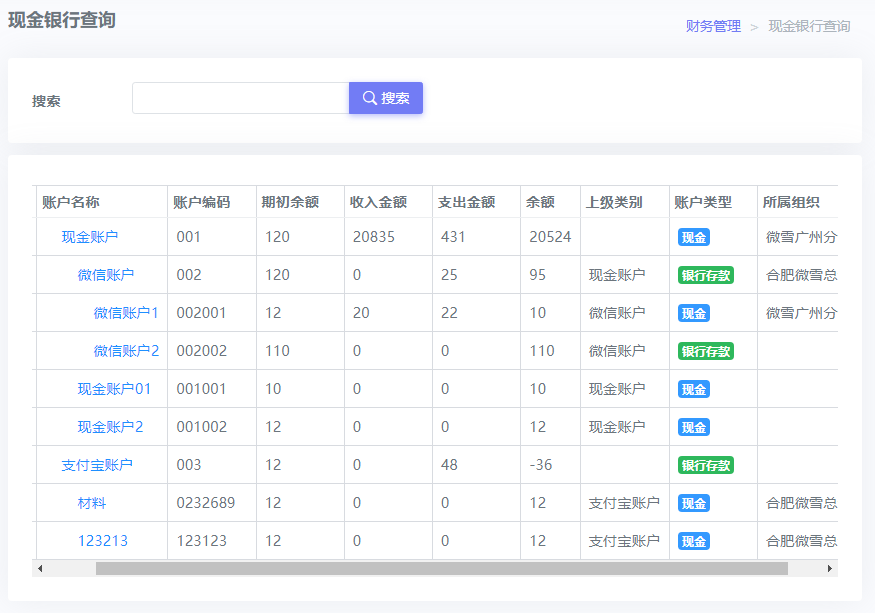 现金银行查询
财务管理 > 现金银行查询
搜索 搜索
账户名称 账户编码 期初余额 收入金额 支出金额 余额 上级类别 账户类型 所属组织
现金账户 001 120 20835 431 20524 现金 微雪广州分
微信账户 002 120 0 25 95 现金账户 银行存款 合肥微雪总
微信账户1 002001 12 20 22 10 微信账户 现金 微雪广州分
微信账户2 002002 110 0 0 110 微信账户 银行存款
现金账户01 001001 10 0 0 10 现金账户 现金
现金账户2 001002 12 0 0 12 现金账户 现金
支付宝账户 003 12 0 48 -36 银行存款
材料 0232689 12 0 0 12 支付宝账户 现金 合肥微雪总
123213 123123 12 0 0 12 支付宝账户 现金 合肥微雪总